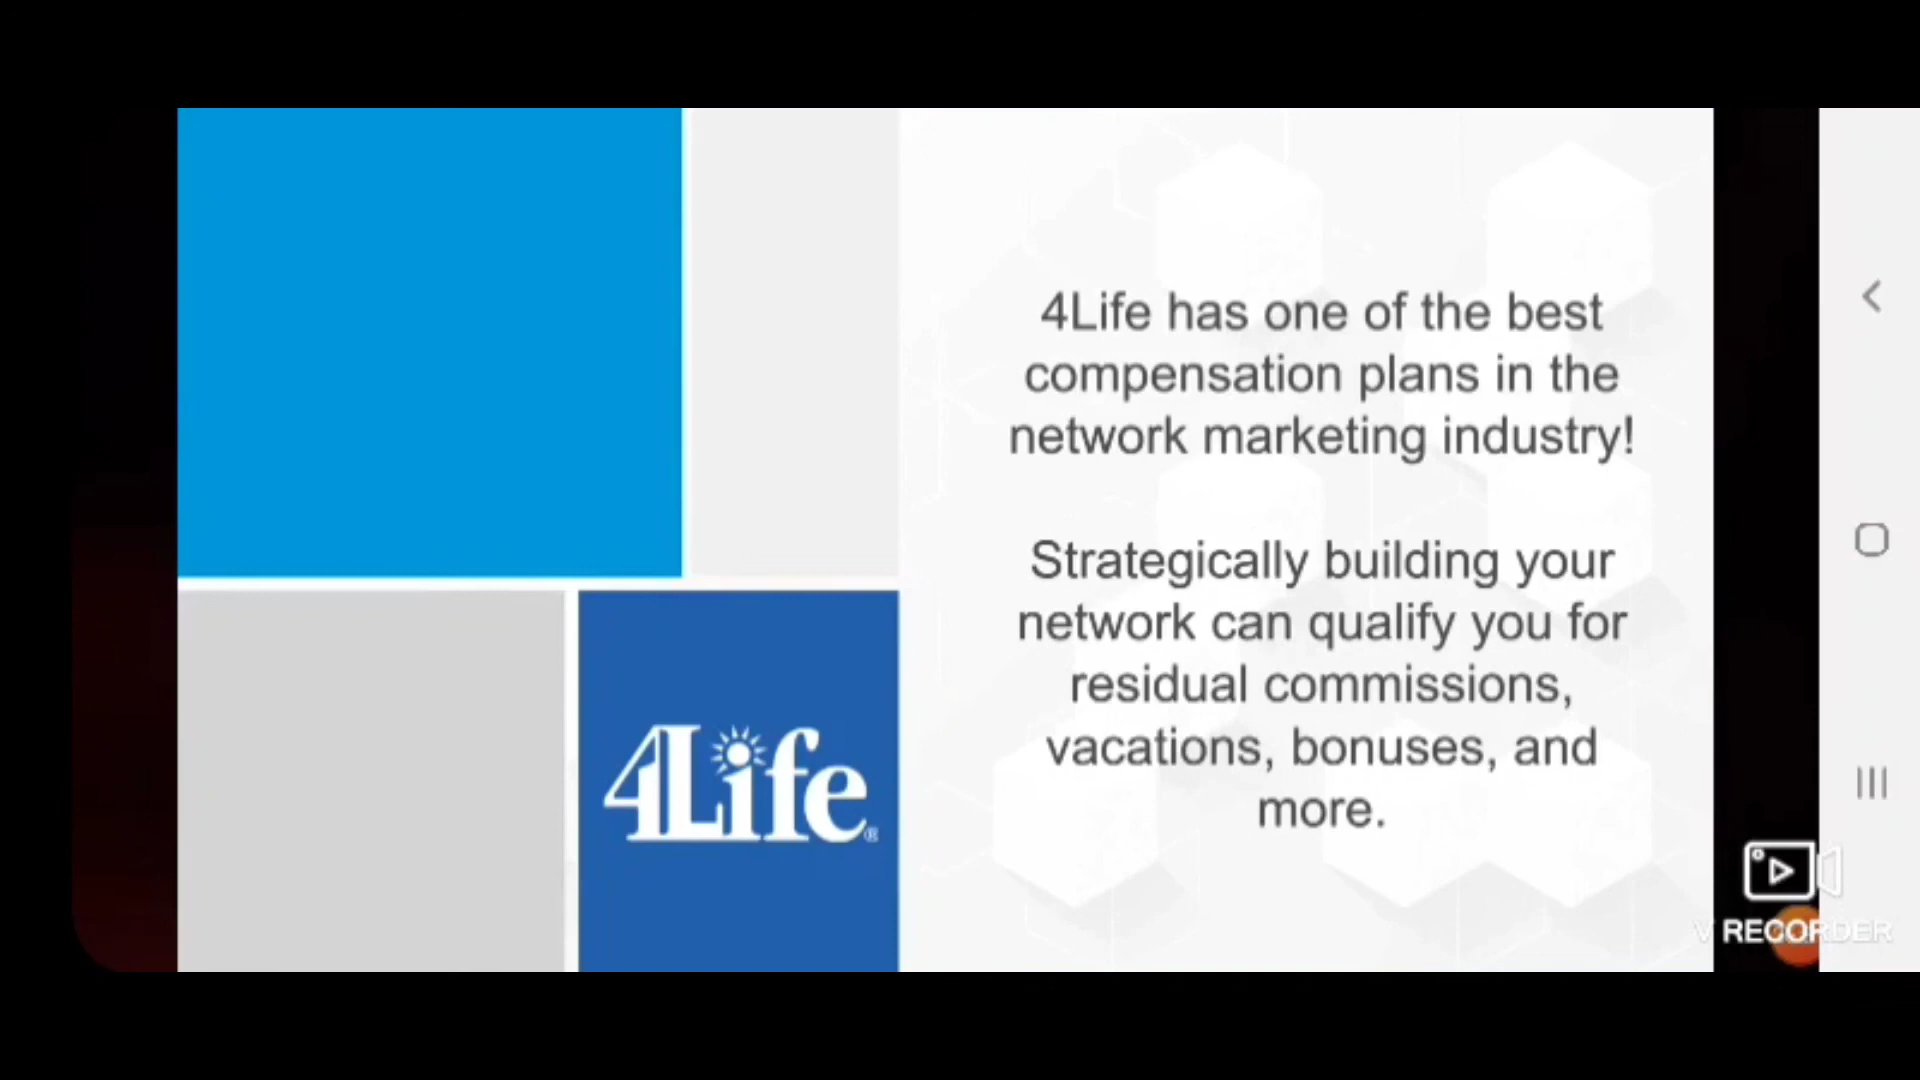 4Life has one of the best
compensation plans in the
network marketing industry!
Strategically building your
network can qualify you for
residual commissions,
vacations, bonuses, and
more.
4Life®
V RECORDER